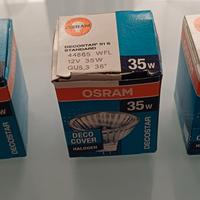 OSRAM
DECOSTAR 51 S
STANDARD
44865 WFL
12V 35W
GU5,3 36°
35W
OSRAM
35W
DECO
COVER
HALOGEN
DECOSTAR
35W
DECOSTAR